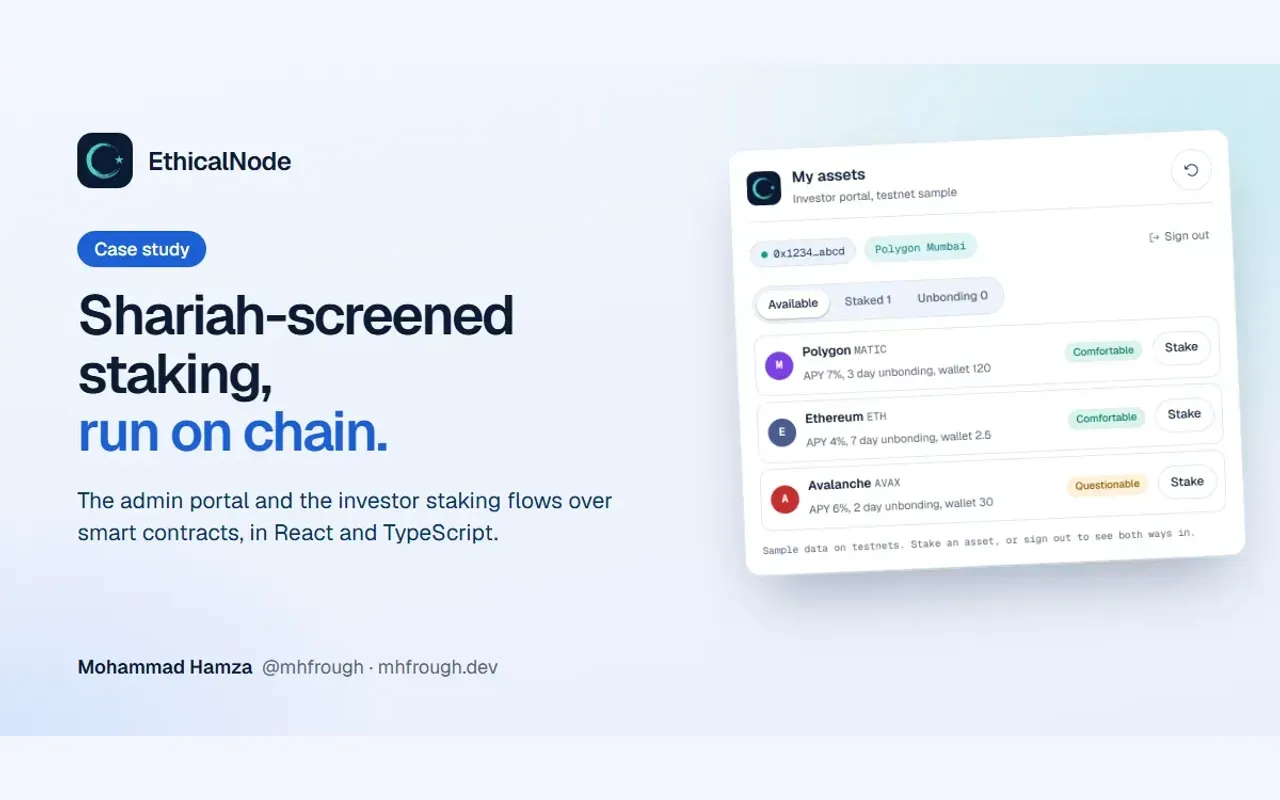 EthicalNode
Case study
Shariah-screened
staking,
run on chain.
The admin portal and the investor staking flows over
smart contracts, in React and TypeScript.
Mohammad Hamza @mhfrough · mhfrough.dev
My assets
Investor portal, testnet sample
0x1234…abcd Polygon Mumbai Sign out
Available Staked 1 Unbonding 0
M Polygon MATIC Comfortable Stake
APY 7%, 3 day unbonding, wallet 120
E Ethereum ETH Comfortable Stake
APY 4%, 7 day unbonding, wallet 2.5
A Avalanche AVAX Questionable Stake
APY 6%, 2 day unbonding, wallet 30
Sample data on testnets. Stake an asset, or sign out to see both ways in.